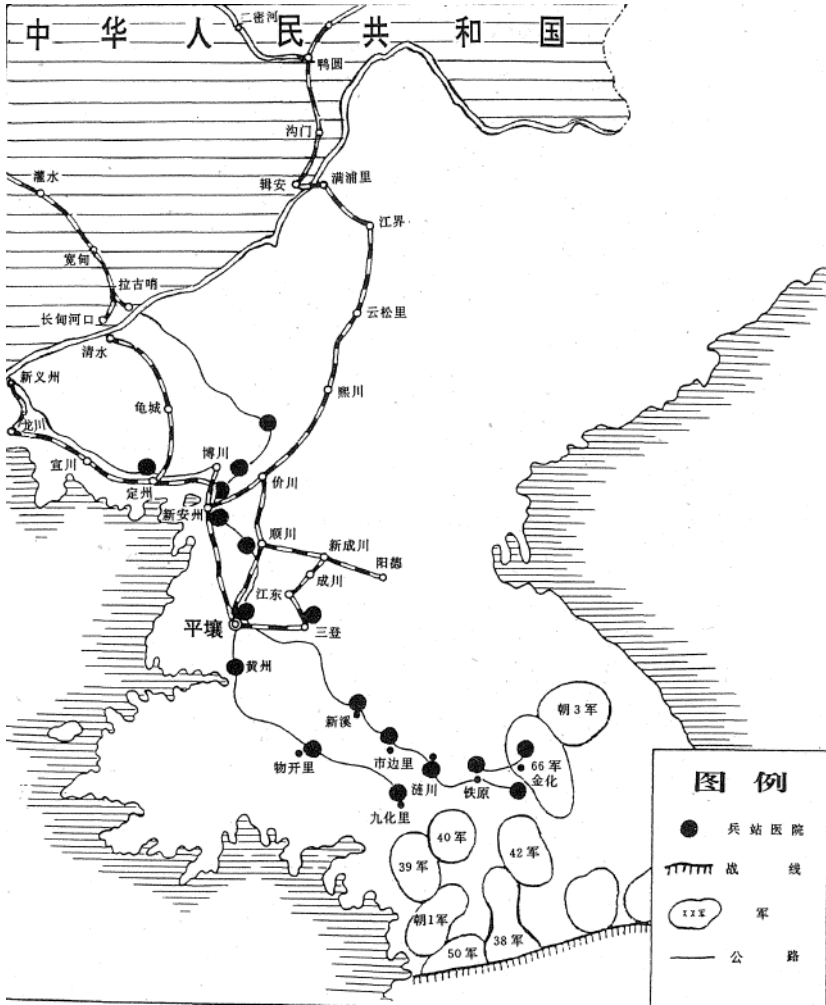 中华人民共和国
二密河
鸭圆
沟门
辑安
满浦里
灌水
江界
宽甸
拉古哨
长甸河口
云松里
清水
新义州
熙川
龟城
龙川
博川
宣川
价川
定州
新安州
顺川
新成川
阳德
成川
江东
平壤
三登
黄州
朝3军
新溪
66军
物开里
市边里
金化
涟川
铁原
九化里
40军
42军
39军
朝1军
38军
50军
图例
兵站医院
战线
XX军
军
公路